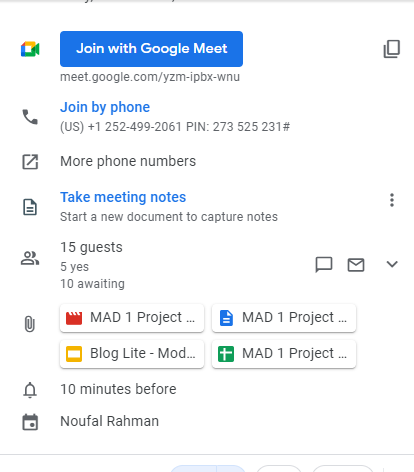 Join with Google Meet
meet.google.com/yzm-ipbx-wnu
Join by phone
(US) +1 252-499-2061 PIN: 273 525 231#
More phone numbers
Take meeting notes
Start a new document to capture notes
15 guests
5 yes
10 awaiting
MAD 1 Project ...
MAD 1 Project ...
Blog Lite - Mod...
MAD 1 Project ...
10 minutes before
Noufal Rahman